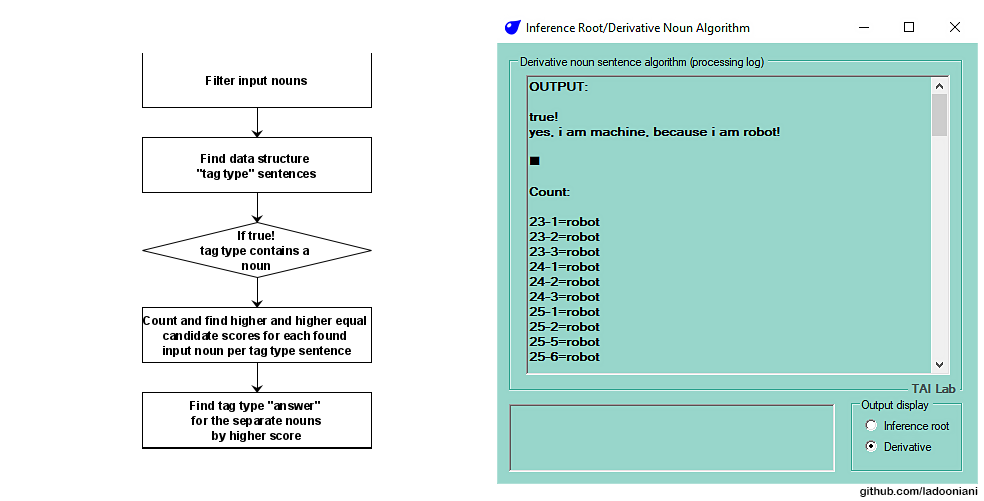 Filter input nouns
Find data structure
"tag type" sentences
If true!
tag type contains a
noun
Count and find higher and higher equal
candidate scores for each found
input noun per tag type sentence
Find tag type "answer"
for the separate nouns
by higher score
Inference Root/Derivative Noun Algorithm
Derivative noun sentence algorithm (processing log)
OUTPUT:
true!
yes, i am machine, because i am robot!
Count:
23-1=robot
23-2=robot
23-3=robot
24-1=robot
24-2=robot
24-3=robot
25-1=robot
25-2=robot
25-5=robot
25-6=robot
TAI Lab
Output display
Inference root
Derivative
github.com/ladooniani